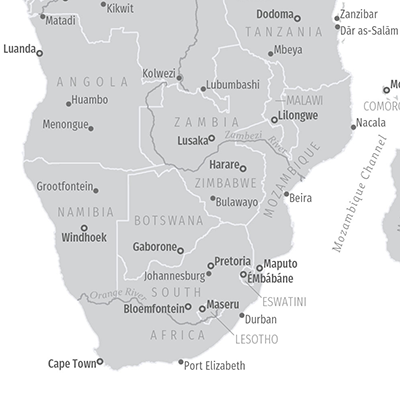 Kikwit
Matadi
Dodoma
Zanzibar
Dār as-Salām
TANZANIA
Luanda
Mbeya
Kolwezi
Lubumbashi
ANGOLA
MALAWI
COMORO
Huambo
Lilongwe
Nacala
Menongue
ZAMBIA
Lusaka
Zambezi River
Harare
MOZAMBIQUE
Mozambique Channel
Grootfontein
ZIMBABWE
Bulawayo
Beira
NAMIBIA
BOTSWANA
Windhoek
Gaborone
Pretoria
Maputo
Johannesburg
ÉMbábáne
Orange River
SOUTH
AFRICA
ESWATINI
Bloemfontein
Maseru
Durban
LESOTHO
Cape Town
Port Elizabeth